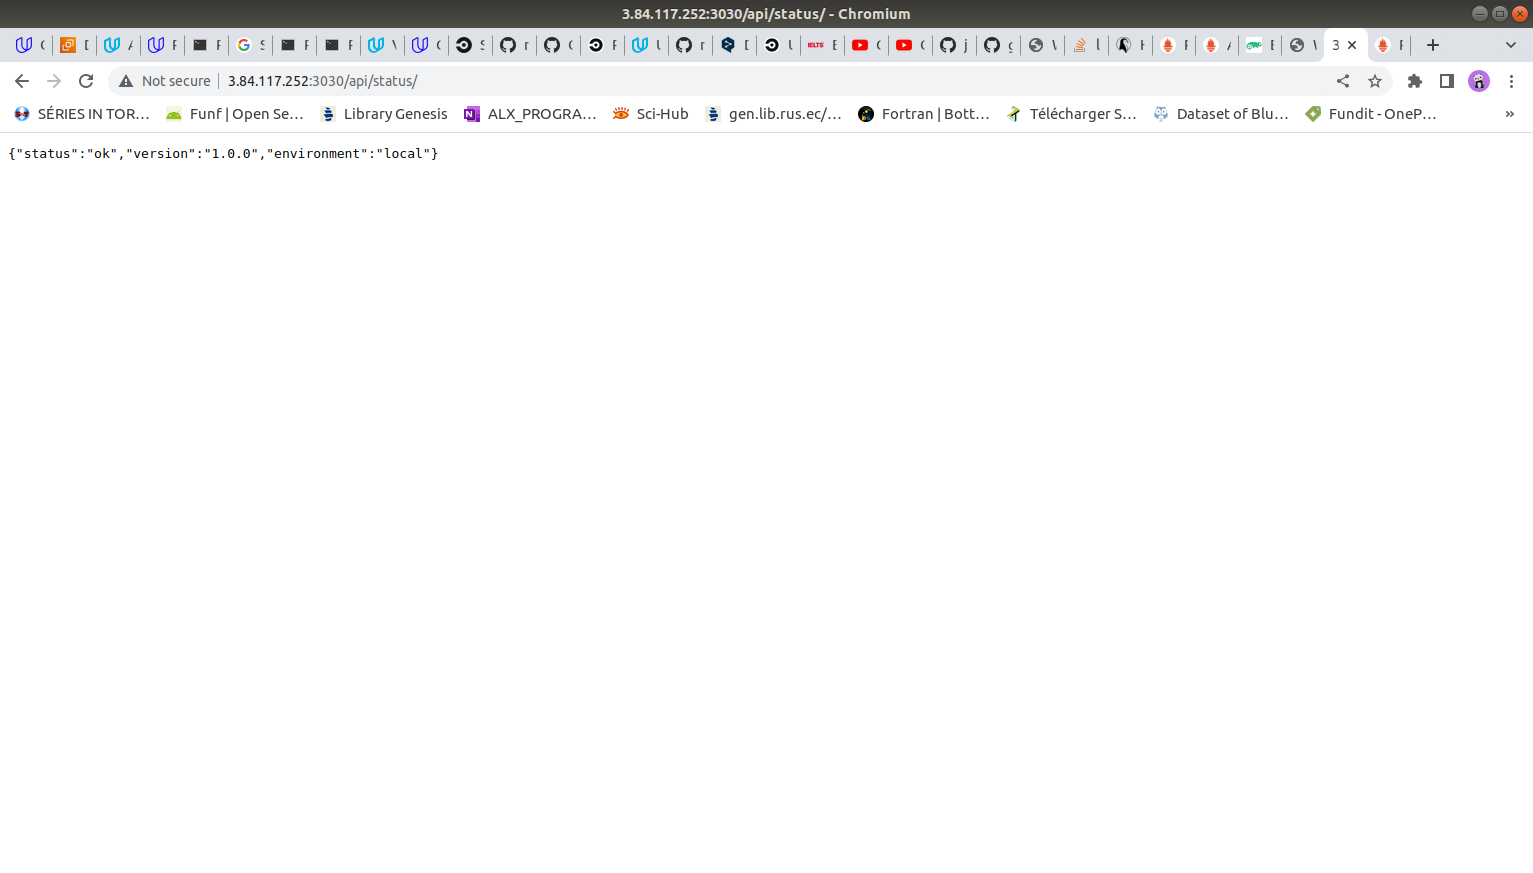 3.84.117.252:3030/api/status/ - Chromium
3
Not secure 3.84.117.252:3030/api/status/
SÉRIES IN TOR... Funf | Open Se... Library Genesis ALX_PROGRA... Sci-Hub gen.lib.rus.ec/... Fortran | Bott... Télécharger S... Dataset of Blu... Fundit - OneP... »
{"status":"ok","version":"1.0.0","environment":"local"}